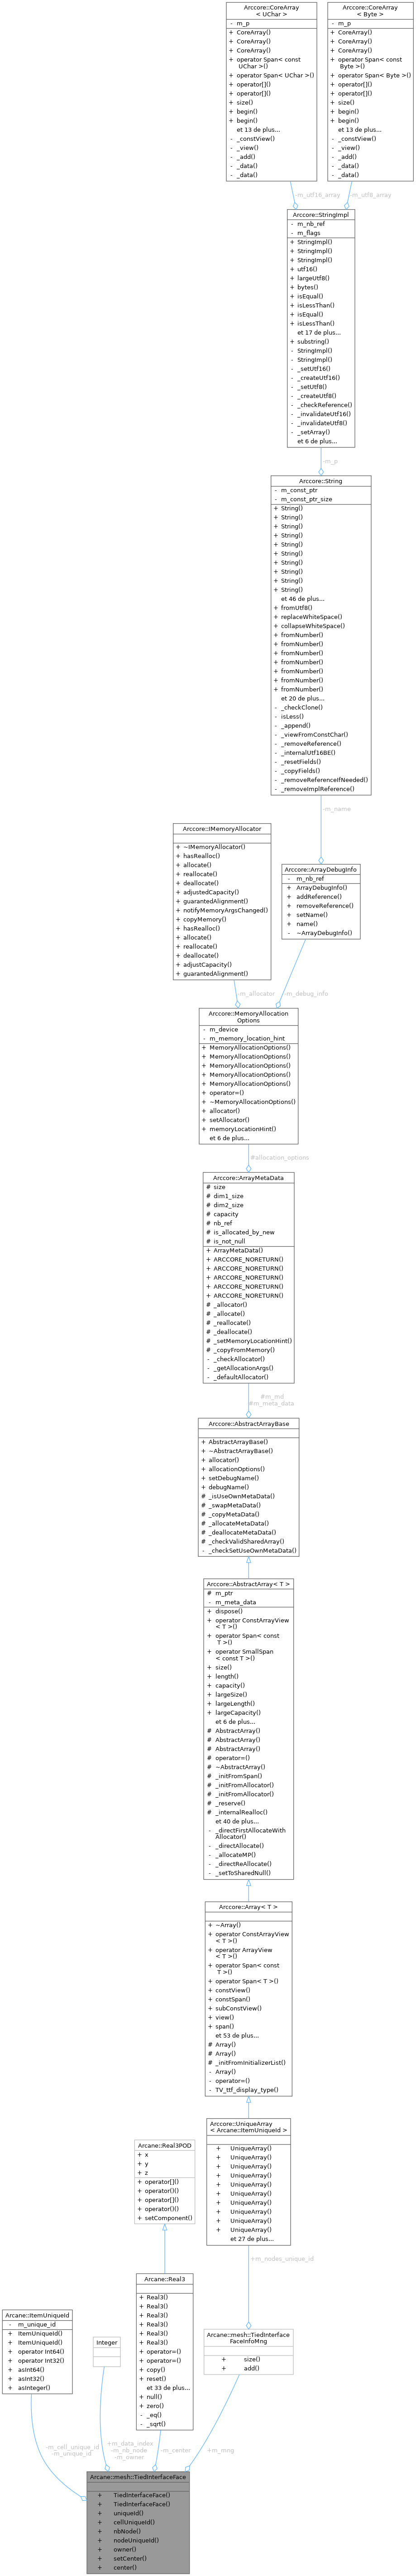 Arccore::CoreArray
< UChar >
- m_p
+ CoreArray()
+ CoreArray()
+ CoreArray()
+ operator Span< const
UChar >()
+ operator Span< UChar >()
+ operator[]()
+ operator[]()
+ size()
+ begin()
+ begin()
et 13 de plus...
- _constView()
- _view()
- _add()
- _data()
- _data()
Arccore::CoreArray
< Byte >
- m_p
+ CoreArray()
+ CoreArray()
+ CoreArray()
+ operator Span< const
Byte >()
+ operator Span< Byte >()
+ operator[]()
+ operator[]()
+ size()
+ begin()
+ begin()
et 13 de plus...
- _constView()
- _view()
- _add()
- _data()
- _data()
-m_utf16_array
-m_utf8_array
Arccore::StringImpl
- m_nb_ref
- m_flags
+ StringImpl()
+ StringImpl()
+ StringImpl()
+ utf16()
+ largeUtf8()
+ bytes()
+ isEqual()
+ isLessThan()
+ isEqual()
+ isLessThan()
et 17 de plus...
+ substring()
- StringImpl()
- StringImpl()
- _setUtf16()
- _createUtf16()
- _setUtf8()
- _createUtf8()
- _checkReference()
- _invalidateUtf16()
- _invalidateUtf8()
- _setArray()
et 6 de plus...
-m_p
Arccore::String
- m_const_ptr
- m_const_ptr_size
+ String()
+ String()
+ String()
+ String()
+ String()
+ String()
+ String()
+ String()
+ String()
+ String()
et 46 de plus...
+ fromUtf8()
+ replaceWhiteSpace()
+ collapseWhiteSpace()
+ fromNumber()
+ fromNumber()
+ fromNumber()
+ fromNumber()
+ fromNumber()
+ fromNumber()
+ fromNumber()
et 20 de plus...
- _checkClone()
- isLess()
- _append()
- _viewFromConstChar()
- _removeReference()
- _internalUtf16BE()
- _resetFields()
- _copyFields()
- _removeReferenceIfNeeded()
- _removeImplReference()
-m_name
Arccore::IMemoryAllocator
+ ~IMemoryAllocator()
+ hasRealloc()
+ allocate()
+ reallocate()
+ deallocate()
+ adjustedCapacity()
+ guarantedAlignment()
+ notifyMemoryArgsChanged()
+ copyMemory()
+ hasRealloc()
+ allocate()
+ reallocate()
+ deallocate()
+ adjustCapacity()
+ guarantedAlignment()
Arccore::ArrayDebugInfo
- m_nb_ref
+ ArrayDebugInfo()
+ addReference()
+ removeReference()
+ setName()
+ name()
- ~ArrayDebugInfo()
-m_allocator
-m_debug_info
Arccore::MemoryAllocation
Options
- m_device
- m_memory_location_hint
+ MemoryAllocationOptions()
+ MemoryAllocationOptions()
+ MemoryAllocationOptions()
+ MemoryAllocationOptions()
+ MemoryAllocationOptions()
+ operator=()
+ ~MemoryAllocationOptions()
+ allocator()
+ setAllocator()
+ memoryLocationHint()
et 6 de plus...
#allocation_options
Arccore::ArrayMetaData
# size
# dim1_size
# dim2_size
# capacity
# nb_ref
# is_allocated_by_new
# is_not_null
+ ArrayMetaData()
+ ARCCORE_NORETURN()
+ ARCCORE_NORETURN()
+ ARCCORE_NORETURN()
+ ARCCORE_NORETURN()
+ ARCCORE_NORETURN()
# _allocator()
# _allocate()
# _reallocate()
# _deallocate()
# _setMemoryLocationHint()
# _copyFromMemory()
- _checkAllocator()
- _getAllocationArgs()
- _defaultAllocator()
#m_md
#m_meta_data
Arccore::AbstractArrayBase
+ AbstractArrayBase()
+ ~AbstractArrayBase()
+ allocator()
+ allocationOptions()
+ setDebugName()
+ debugName()
# _isUseOwnMetaData()
# _swapMetaData()
# _copyMetaData()
# _allocateMetaData()
# _deallocateMetaData()
# _checkValidSharedArray()
- _checkSetUseOwnMetaData()
Arccore::AbstractArray< T >
# m_ptr
- m_meta_data
+ dispose()
+ operator ConstArrayView
< T >()
+ operator Span< const
T >()
+ operator SmallSpan
< const T >()
+ size()
+ length()
+ capacity()
+ largeSize()
+ largeLength()
+ largeCapacity()
et 6 de plus...
# AbstractArray()
# AbstractArray()
# AbstractArray()
# operator=()
# ~AbstractArray()
# _initFromSpan()
# _initFromAllocator()
# _initFromAllocator()
# _reserve()
# _internalRealloc()
et 40 de plus...
- _directFirstAllocateWith
Allocator()
- _directAllocate()
- _allocateMP()
- _directReAllocate()
- _setToSharedNull()
Arccore::Array< T >
+ ~Array()
+ operator ConstArrayView
< T >()
+ operator ArrayView
< T >()
+ operator Span< const
T >()
+ operator Span< T >()
+ constView()
+ constSpan()
+ subConstView()
+ view()
+ span()
et 53 de plus...
# Array()
# Array()
# _initFromInitializerList()
- Array()
- operator=()
- TV_ttf_display_type()
Arccore::UniqueArray
< Arcane::ItemUniqueId >
+ UniqueArray()
+ UniqueArray()
+ UniqueArray()
+ UniqueArray()
+ UniqueArray()
+ UniqueArray()
+ UniqueArray()
+ UniqueArray()
+ UniqueArray()
+ UniqueArray()
et 27 de plus...
Arcane::Real3POD
+ x
+ y
+ z
+ operator[]()
+ operator()()
+ operator[]()
+ operator()()
+ setComponent()
+m_nodes_unique_id
Arcane::Real3
+ Real3()
+ Real3()
+ Real3()
+ Real3()
+ Real3()
+ Real3()
+ operator=()
+ operator=()
+ copy()
+ reset()
et 33 de plus...
+ null()
+ zero()
- _eq()
- _sqrt()
Arcane::mesh::TiedInterface
FaceInfoMng
+ size()
+ add()
Arcane::ItemUniqueId
- m_unique_id
+ ItemUniqueId()
+ ItemUniqueId()
+ operator Int64()
+ operator Int32()
+ asInt64()
+ asInt32()
+ asInteger()
Integer
-m_cell_unique_id
-m_unique_id
+m_data_index
-m_nb_node
-m_owner
-m_center
+m_mng
Arcane::mesh::TiedInterfaceFace
+ TiedInterfaceFace()
+ TiedInterfaceFace()
+ uniqueId()
+ cellUniqueId()
+ nbNode()
+ nodeUniqueId()
+ owner()
+ setCenter()
+ center()